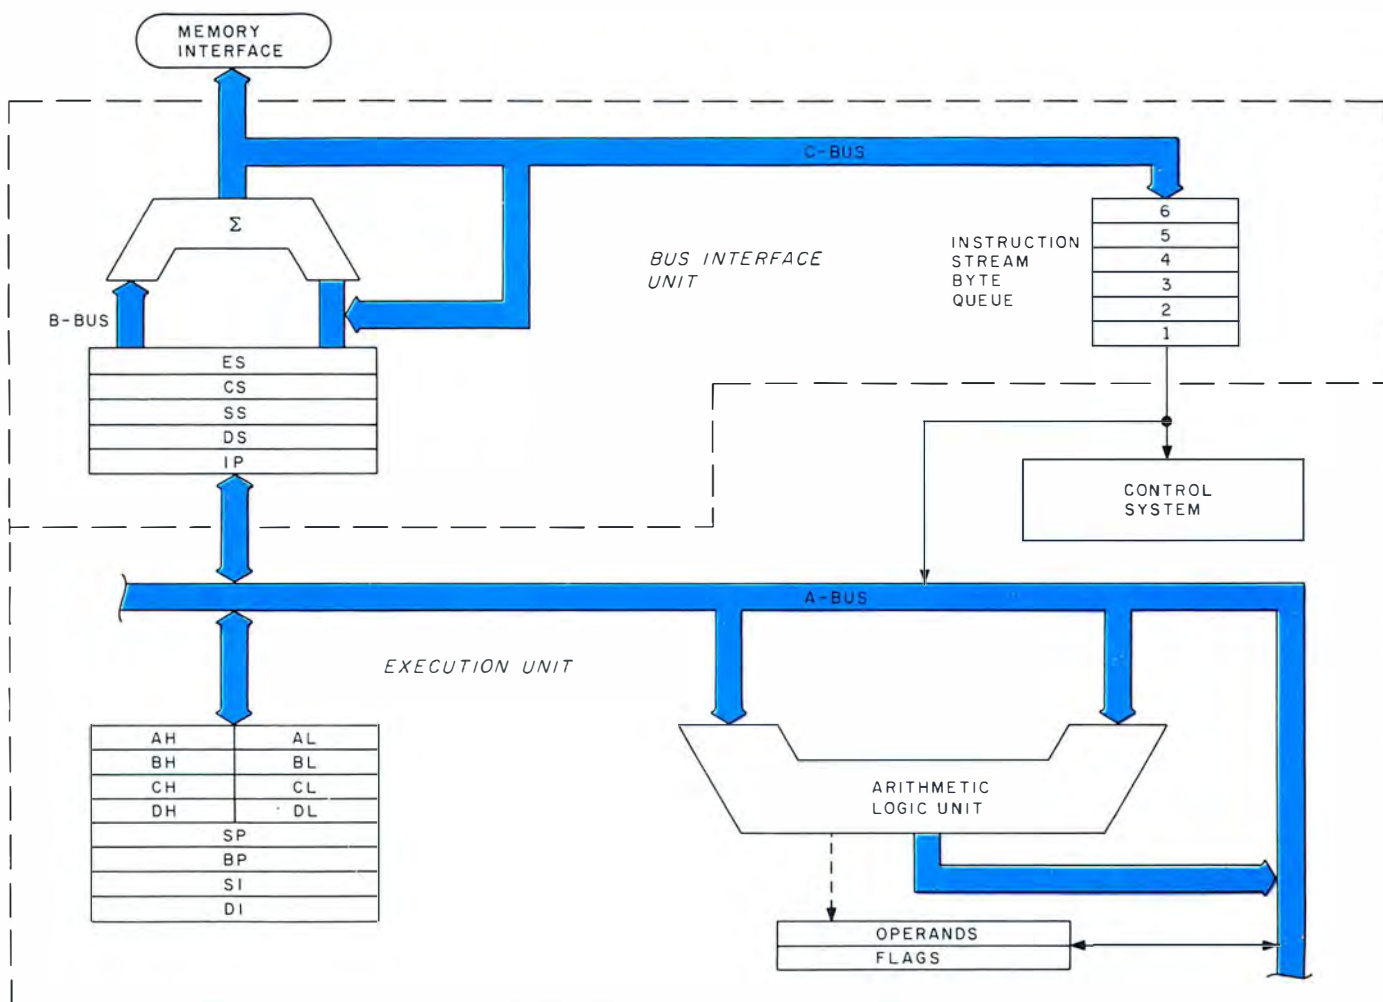 MEMORY
INTERFACE
C-BUS
Σ
6
5
4
3
2
1
INSTRUCTION
STREAM
BYTE
QUEUE
BUS INTERFACE
UNIT
B-BUS
ES
CS
SS
DS
IP
CONTROL
SYSTEM
A-BUS
EXECUTION UNIT
AH AL
BH BL
CH CL
DH DL
SP
BP
SI
DI
ARITHMETIC
LOGIC UNIT
OPERANDS
FLAGS